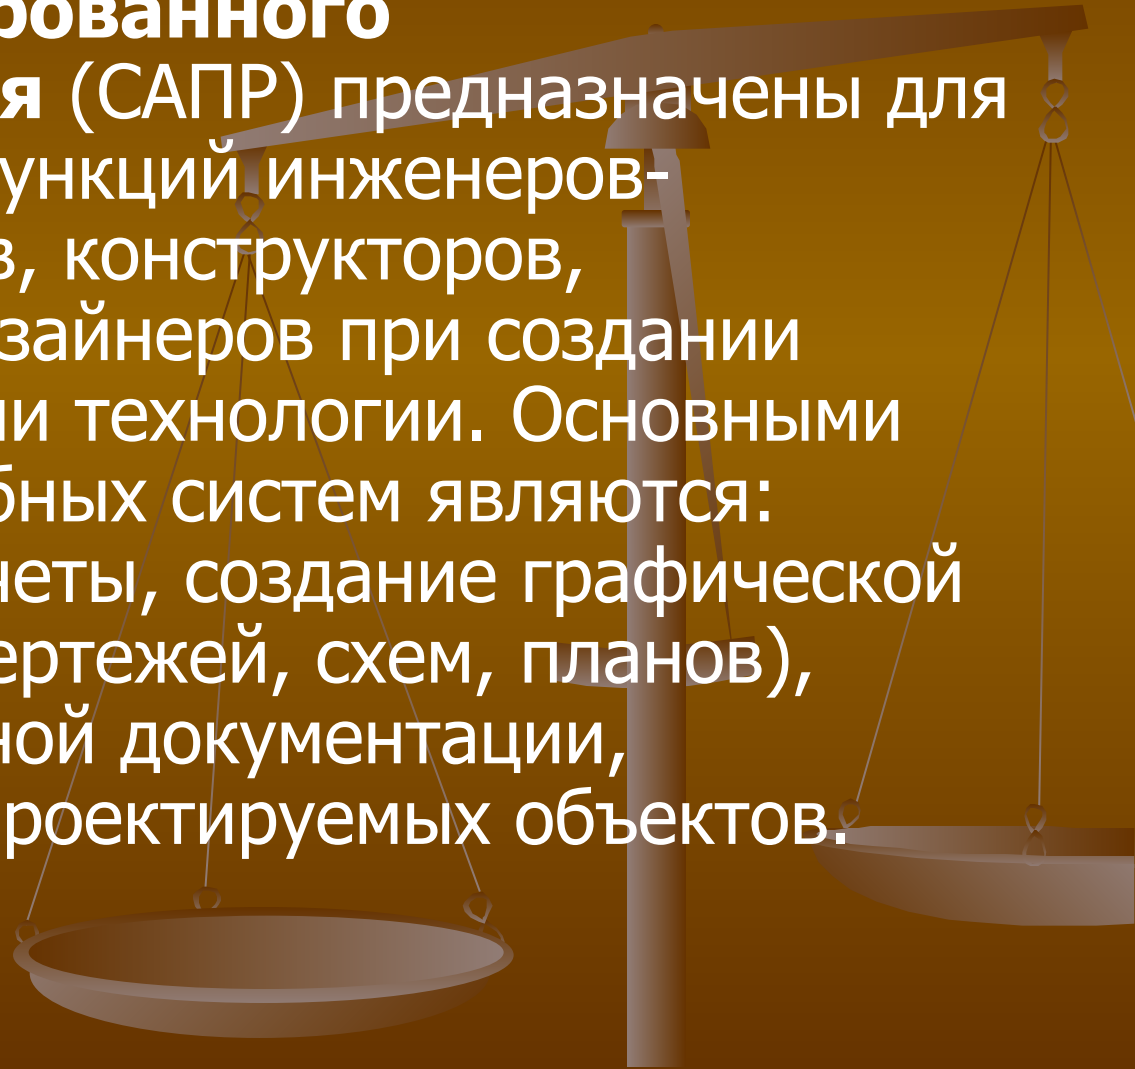 рованного
я (САПР) предназначены для
ункций инженеров-
в, конструкторов,
зайнеров при создании
ии технологии. Основными
бных систем являются:
четы, создание графической
ертежей, схем, планов),
ной документации,
роектируемых объектов.